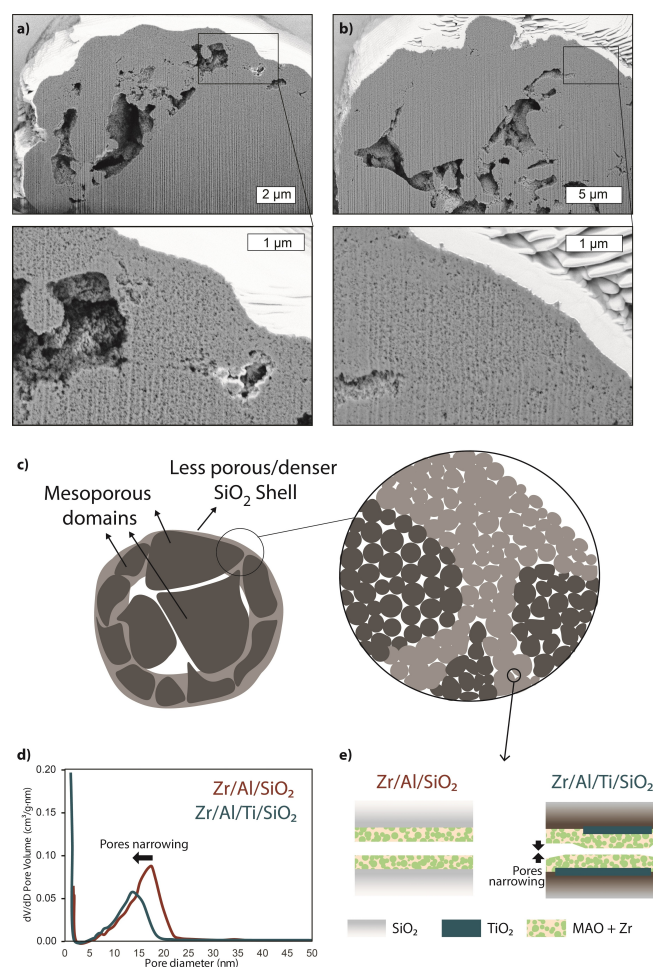 a)
b)
2 µm
5 µm
1 µm
1 µm
c)
Less porous/denser
SiO₂ Shell
Mesoporous
domains
d)
e)
0.20
0.15
0.10
0.05
0.00
dV/dD Pore Volume (cm³/g·nm)
Zr/Al/SiO₂
Zr/Al/Ti/SiO₂
Pores narrowing
0
5
10
15
20
25
30
35
40
45
50
Pore diameter (nm)
Zr/Al/SiO₂
Zr/Al/Ti/SiO₂
Pores
narrowing
SiO₂
TiO₂
MAO + Zr